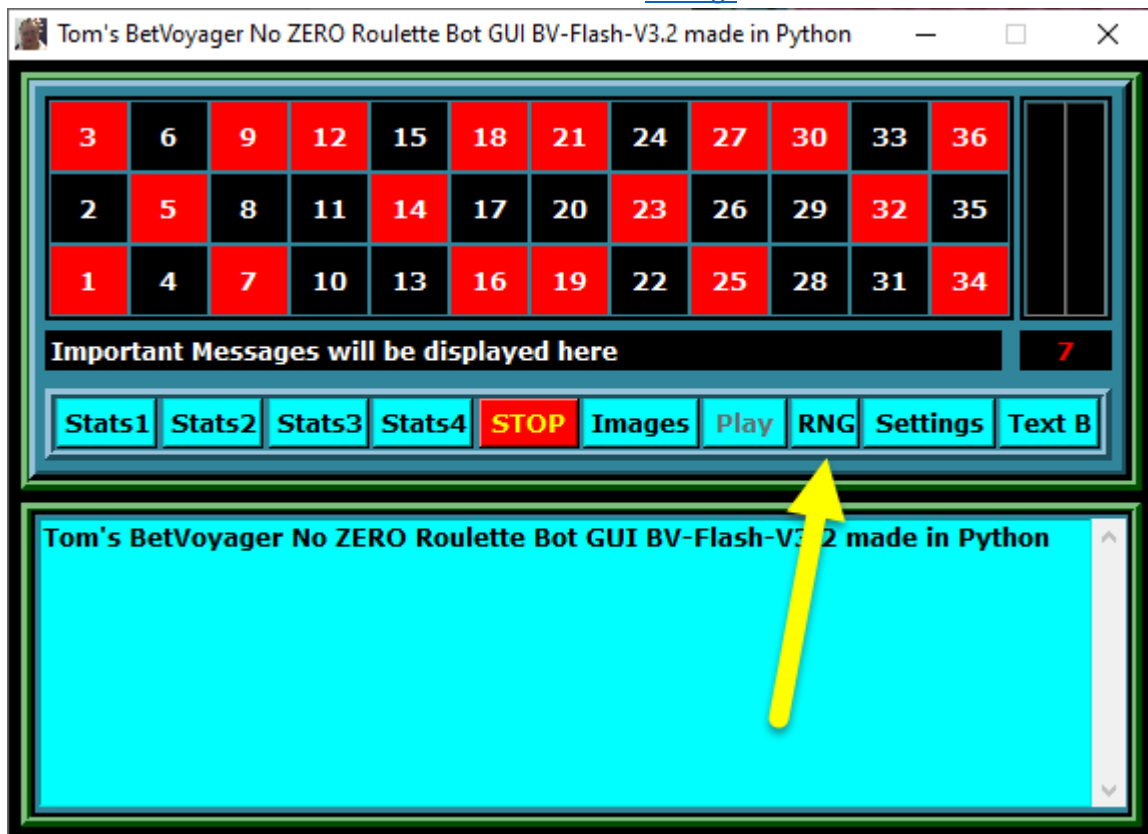 Tom's BetVoyager No ZERO Roulette Bot GUI BV-Flash-V3.2 made in Python
3 6 9 12 15 18 21 24 27 30 33 36
2 5 8 11 14 17 20 23 26 29 32 35
1 4 7 10 13 16 19 22 25 28 31 34
Important Messages will be displayed here 7
Stats1 Stats2 Stats3 Stats4 STOP Images Play RNG Settings Text B
Tom's BetVoyager No ZERO Roulette Bot GUI BV-Flash-V3.2 made in Python